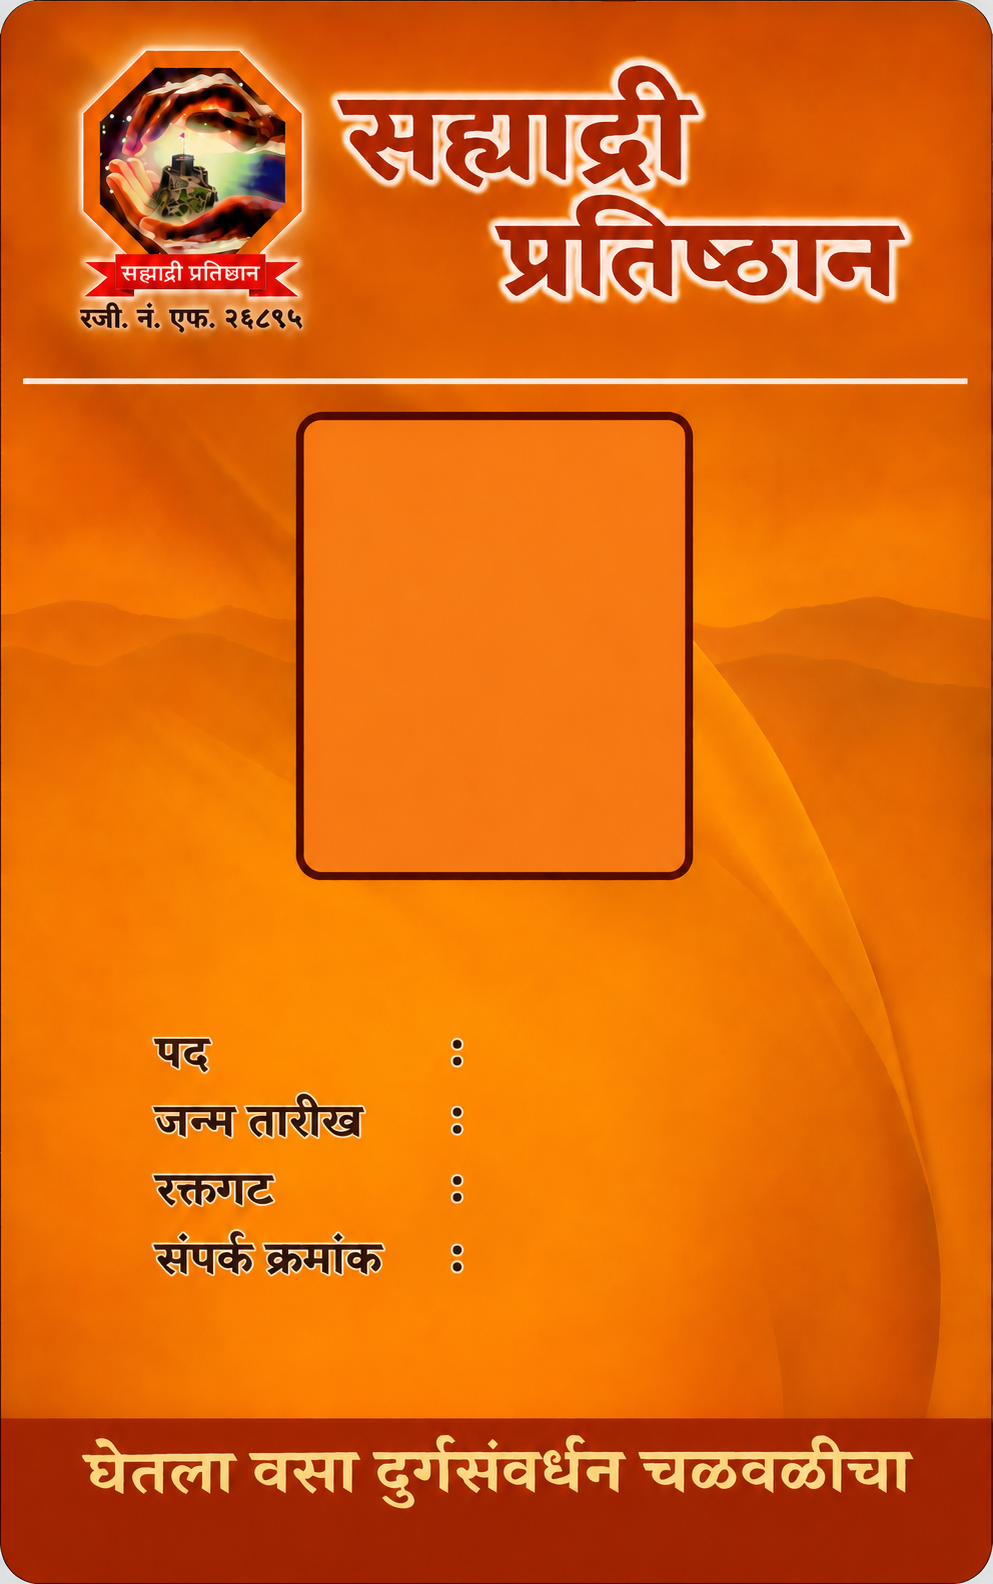 सह्याद्री प्रतिष्ठान
रजी. नं. एफ. २६८९५
सह्याद्री
प्रतिष्ठान
पद :
जन्म तारीख :
रक्तगट :
संपर्क क्रमांक :
घेतला वसा दुर्गसंवर्धन चळवळीचा